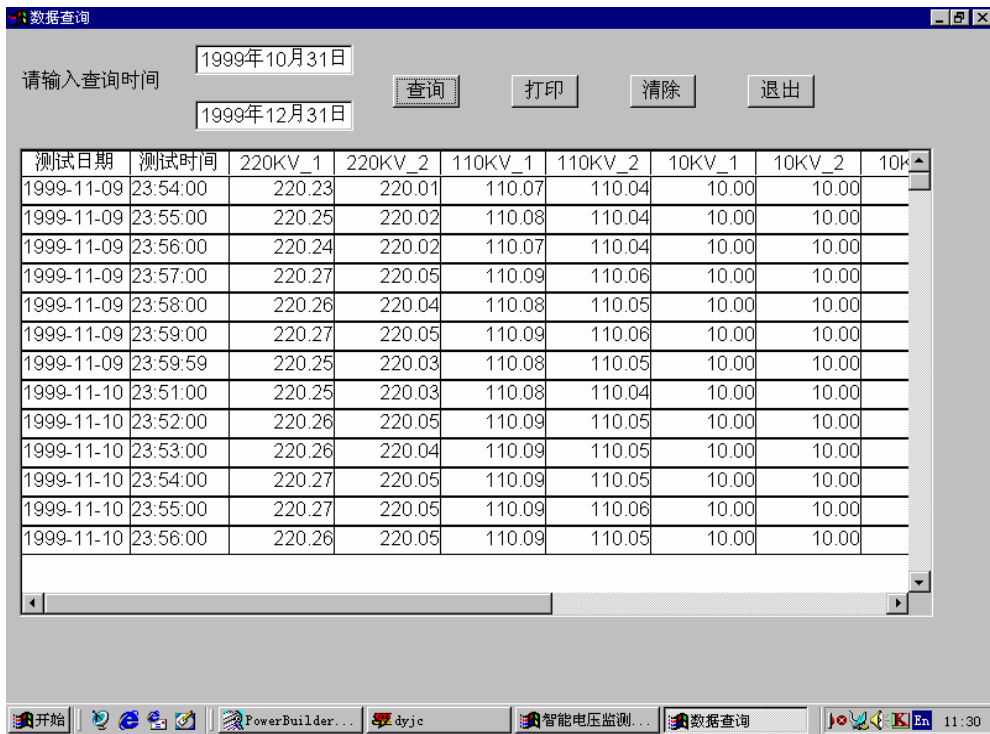 数据查询
请输入查询时间
1999年10月31日
1999年12月31日
查询 打印 清除 退出
测试日期 测试时间 220KV_1 220KV_2 110KV_1 110KV_2 10KV_1 10KV_2
1999-11-09 23:54:00 220.23 220.01 110.07 110.04 10.00 10.00
1999-11-09 23:55:00 220.25 220.02 110.08 110.04 10.00 10.00
1999-11-09 23:56:00 220.24 220.02 110.07 110.04 10.00 10.00
1999-11-09 23:57:00 220.27 220.05 110.09 110.06 10.00 10.00
1999-11-09 23:58:00 220.26 220.04 110.08 110.05 10.00 10.00
1999-11-09 23:59:00 220.27 220.05 110.09 110.06 10.00 10.00
1999-11-09 23:59:59 220.25 220.03 110.08 110.05 10.00 10.00
1999-11-10 23:51:00 220.25 220.03 110.08 110.04 10.00 10.00
1999-11-10 23:52:00 220.26 220.05 110.09 110.05 10.00 10.00
1999-11-10 23:53:00 220.26 220.04 110.09 110.05 10.00 10.00
1999-11-10 23:54:00 220.27 220.05 110.09 110.05 10.00 10.00
1999-11-10 23:55:00 220.27 220.05 110.09 110.06 10.00 10.00
1999-11-10 23:56:00 220.26 220.05 110.09 110.05 10.00 10.00
开始 PowerBuilder... dyjc 智能电压监测... 数据查询 K En 11:30